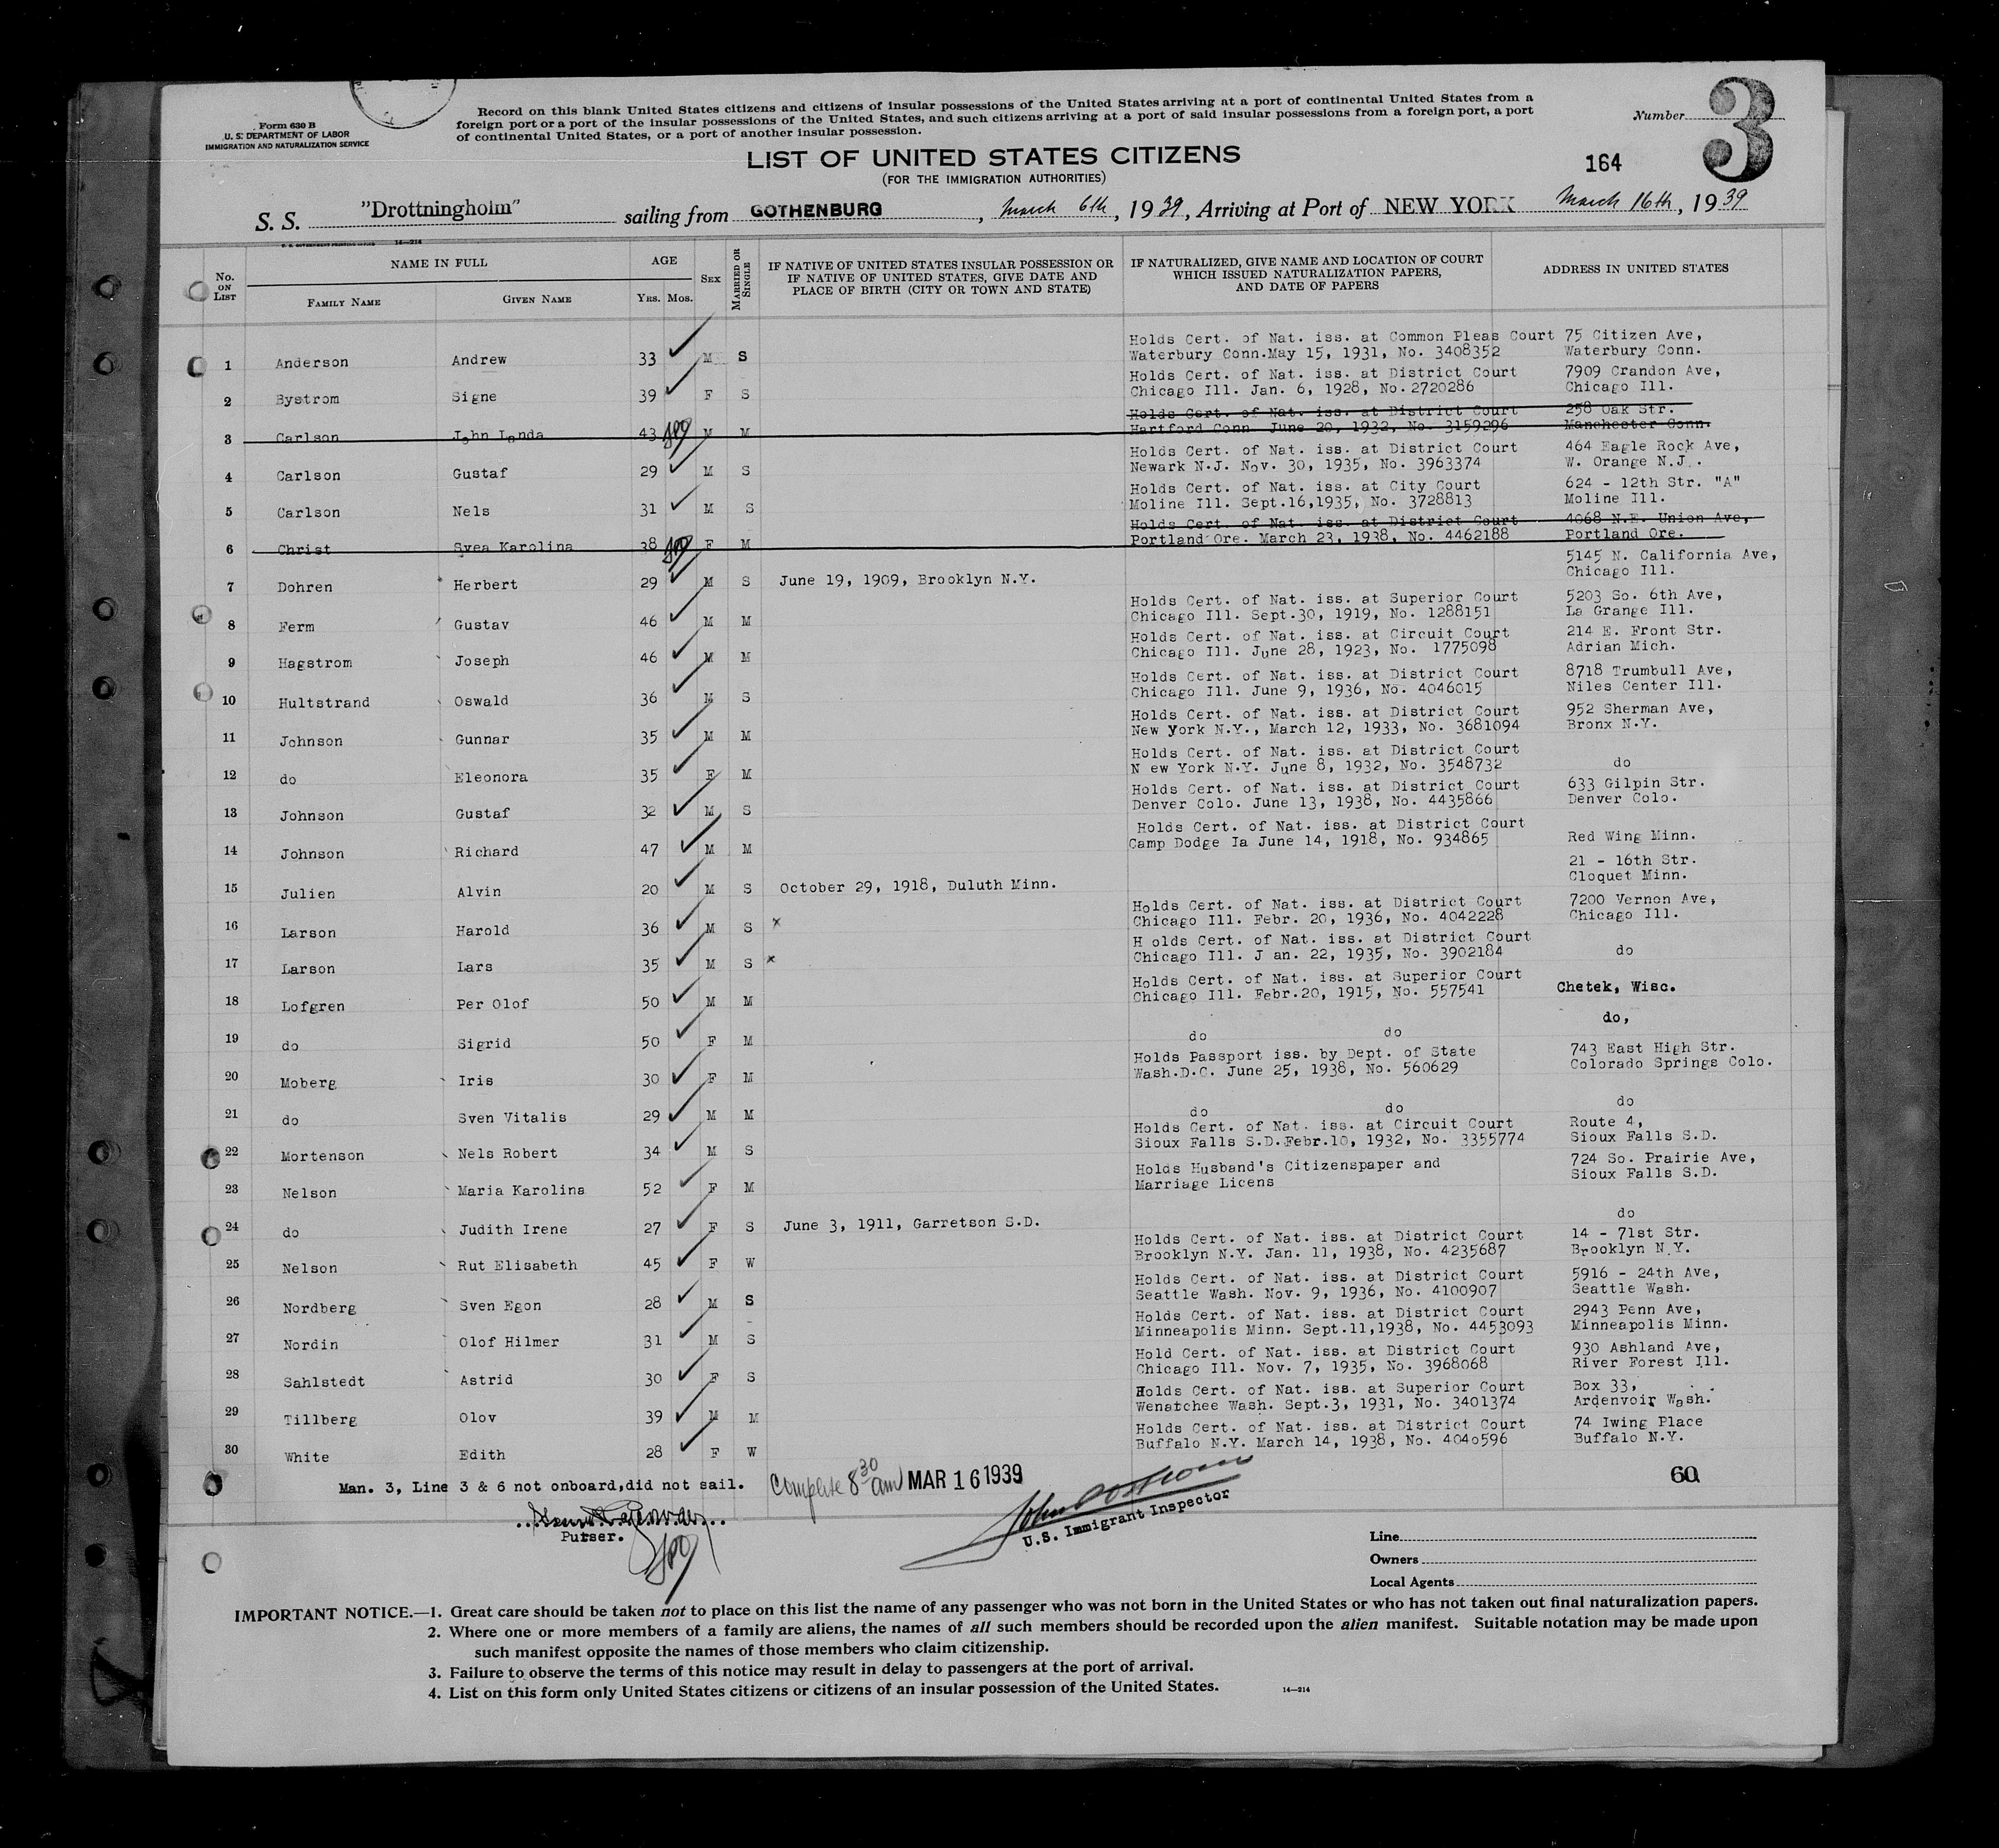 Form 630 B
U. S. DEPARTMENT OF LABOR
IMMIGRATION AND NATURALIZATION SERVICE
Record on this blank United States citizens and citizens of insular possessions of the United States arriving at a port of continental United States from a
foreign port or a port of the insular possessions of the United States, and such citizens arriving at a port of said insular possessions from a foreign port, a port
of continental United States, or a port of another insular possession.
Number 3
LIST OF UNITED STATES CITIZENS
(FOR THE IMMIGRATION AUTHORITIES)
164
S. S. "Drottningholm" sailing from GOTHENBURG, March 6th, 1939, Arriving at Port of NEW YORK March 16th, 1939
U. S. GOVERNMENT PRINTING OFFICE 14—214
No. ON LIST
NAME IN FULL
FAMILY NAME
GIVEN NAME
AGE
YRS. MOS.
SEX
MARRIED OR SINGLE
IF NATIVE OF UNITED STATES INSULAR POSSESSION OR
IF NATIVE OF UNITED STATES, GIVE DATE AND
PLACE OF BIRTH (CITY OR TOWN AND STATE)
IF NATURALIZED, GIVE NAME AND LOCATION OF COURT
WHICH ISSUED NATURALIZATION PAPERS,
AND DATE OF PAPERS
ADDRESS IN UNITED STATES
Holds Cert. of Nat. iss. at Common Pleas Court 75 Citizen Ave,
1 Anderson Andrew 33 M S Waterbury Conn.May 15, 1931, No. 3408352 Waterbury Conn.
Holds Cert. of Nat. iss. at District Court 7909 Crandon Ave,
2 Bystrom Signe 39 F S Chicago Ill. Jan. 6, 1928, No.2720286 Chicago Ill.
Holds Cert. of Nat. iss. at District Court 258 Oak Str.
3 Carlson John Landa 43 M M Hartford Conn June 20, 1932, No. 3159296 Manchester Conn.
Holds Cert. of Nat. iss. at District Court 464 Eagle Rock Ave,
4 Carlson Gustaf 29 M S Newark N.J. Nov. 30, 1935, No. 3963374 W. Orange N.J.
Holds Cert. of Nat. iss. at City Court 624 - 12th Str. "A"
5 Carlson Nels 31 M S Moline Ill. Sept.16,1935, No. 3728813 Moline Ill.
Holds Cert. of Nat. iss. at District Court 4068 N.E. Union Ave,
6 Christ Svea Karolina 38 F M Portland Ore. March 23, 1938, No. 4462188 Portland Ore.
5145 N. California Ave,
7 Dohren Herbert 29 M S June 19, 1909, Brooklyn N.Y. Chicago Ill.
Holds Cert. of Nat. iss. at Superior Court 5203 So. 6th Ave,
8 Ferm Gustav 46 M M Chicago Ill. Sept.30, 1919, No. 1288151 La Grange Ill.
Holds Cert. of Nat. iss. at Circuit Court 214 E. Front Str.
9 Hagstrom Joseph 46 M M Chicago Ill. June 28, 1923, No. 1775098 Adrian Mich.
Holds Cert. of Nat. iss. at District Court 8718 Trumbull Ave,
10 Hultstrand Oswald 36 M S Chicago Ill. June 9, 1936, No. 4046015 Niles Center Ill.
Holds Cert. of Nat. iss. at District Court 952 Sherman Ave,
11 Johnson Gunnar 35 M M New York N.Y., March 12, 1933, No. 3681094 Bronx N.Y.
Holds Cert. of Nat. iss. at District Court
12 do Eleonora 35 F M N ew York N.Y. June 8, 1932, No. 3548732 do
Holds Cert. of Nat. iss. at District Court 633 Gilpin Str.
13 Johnson Gustaf 32 M S Denver Colo. June 13, 1938, No. 4435866 Denver Colo.
Holds Cert. of Nat. iss. at District Court
14 Johnson Richard 47 M M Camp Dodge Ia June 14, 1918, No. 934865 Red Wing Minn.
21 - 16th Str.
15 Julien Alvin 20 M S October 29, 1918, Duluth Minn. Cloquet Minn.
Holds Cert. of Nat. iss. at District Court 7200 Vernon Ave,
16 Larson Harold 36 M S x Chicago Ill. Febr. 20, 1936, No. 4042228 Chicago Ill.
H olds Cert. of Nat. iss. at District Court
17 Larson Lars 35 M S x Chicago Ill. J an. 22, 1935, No. 3902184 do
Holds Cert. of Nat. iss. at Superior Court
18 Lofgren Per Olof 50 M M Chicago Ill. Febr.20, 1915, No. 557541 Chetek, Wisc.
19 do Sigrid 50 F M do do do,
Holds Passport iss. by Dept. of State 743 East High Str.
20 Moberg Iris 30 F M Wash.D.C. June 25, 1938, No. 560629 Colorado Springs Colo.
21 do Sven Vitalis 29 M M do do do
Holds Cert. of Nat. iss. at Circuit Court Route 4,
22 Mortenson Nels Robert 34 M S Sioux Falls S.D.Febr.10, 1932, No. 3355774 Sioux Falls S.D.
Holds Husband's Citizenspaper and 724 So. Prairie Ave,
23 Nelson Maria Karolina 52 F M Marriage Licens Sioux Falls S.D.
24 do Judith Irene 27 F S June 3, 1911, Garretson S.D. do
Holds Cert. of Nat. iss. at District Court 14 - 71st Str.
25 Nelson Rut Elisabeth 45 F W Brooklyn N.Y. Jan. 11, 1938, No. 4235687 Brooklyn N.Y.
Holds Cert. of Nat. iss. at District Court 5916 - 24th Ave,
26 Nordberg Sven Egon 28 M S Seattle Wash. Nov. 9, 1936, No. 4100907 Seattle Wash.
Holds Cert. of Nat. iss. at District Court 2943 Penn Ave,
27 Nordin Olof Hilmer 31 M S Minneapolis Minn. Sept.11,1938, No. 4453093 Minneapolis Minn.
Hold Cert. of Nat. iss. at District Court 930 Ashland Ave,
28 Sahlstedt Astrid 30 F S Chicago Ill. Nov. 7, 1935, No. 3968068 River Forest Ill.
Holds Cert. of Nat. iss. at Superior Court Box 33,
29 Tillberg Olov 39 M M Wenatchee Wash. Sept.3, 1931, No. 3401374 Ardenvoir Wash.
Holds Cert. of Nat. iss. at District Court 74 Iwing Place
30 White Edith 28 F W Buffalo N.Y. March 14, 1938, No. 4040596 Buffalo N.Y.
Man. 3, Line 3 & 6 not onboard,did not sail. Complete 8 30 am MAR 16 1939 60
Purser.
U.S. Immigrant Inspector
Line
Owners
Local Agents
IMPORTANT NOTICE.—1. Great care should be taken not to place on this list the name of any passenger who was not born in the United States or who has not taken out final naturalization papers.
2. Where one or more members of a family are aliens, the names of all such members should be recorded upon the alien manifest. Suitable notation may be made upon
such manifest opposite the names of those members who claim citizenship.
3. Failure to observe the terms of this notice may result in delay to passengers at the port of arrival.
4. List on this form only United States citizens or citizens of an insular possession of the United States. 14—214